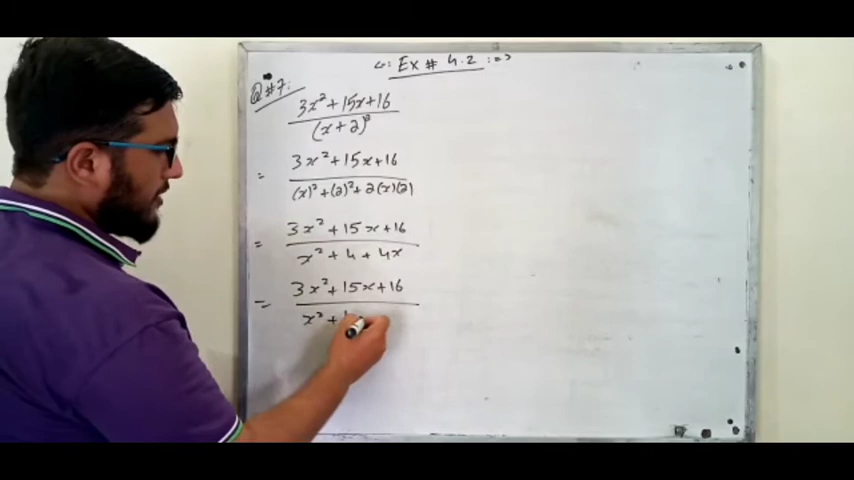 Ex # 4.2
Q#7:
3x²+15x+16
(x+2)²
= 3x²+15x+16
(x)²+(2)²+2(x)(2)
= 3x²+15x+16
x²+4+4x
= 3x²+15x+16
x²+